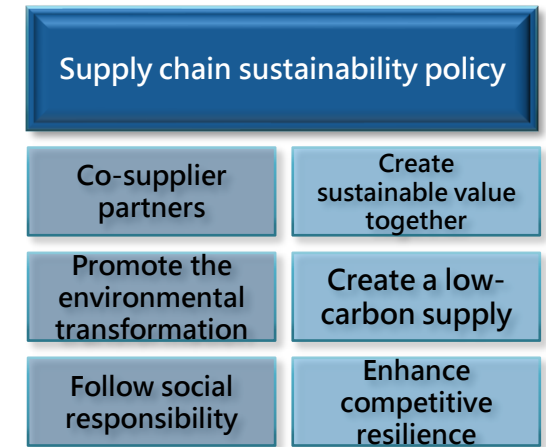 Supply chain sustainability policy
Co-supplier
partners
Create
sustainable value
together
Promote the
environmental
transformation
Create a low-
carbon supply
Follow social
responsibility
Enhance
competitive
resilience